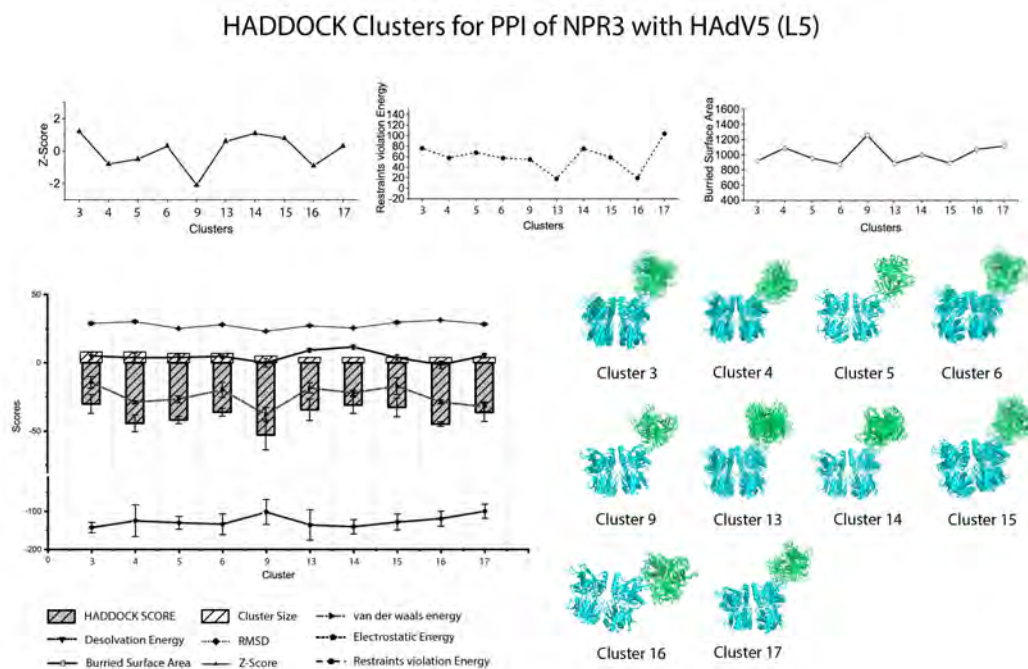 HADDOCK Clusters for PPI of NPR3 with HAdV5 (L5)
Z-Score
2
0
-2
3 4 5 6 9 13 14 15 16 17
Clusters
Restraints violation Energy
140
120
100
80
60
40
20
0
-20
3 4 5 6 9 13 14 15 16 17
Clusters
Burried Surface Area
1600
1400
1200
1000
800
600
400
3 4 5 6 9 13 14 15 16 17
Clusters
Scores
50
0
-50
-100
-200
0 3 4 5 6 9 13 14 15 16 17
Cluster
HADDOCK SCORE Cluster Size van der waals energy
Desolvation Energy RMSD Electrostatic Energy
Burried Surface Area Z-Score Restraints violation Energy
Cluster 3 Cluster 4 Cluster 5 Cluster 6
Cluster 9 Cluster 13 Cluster 14 Cluster 15
Cluster 16 Cluster 17